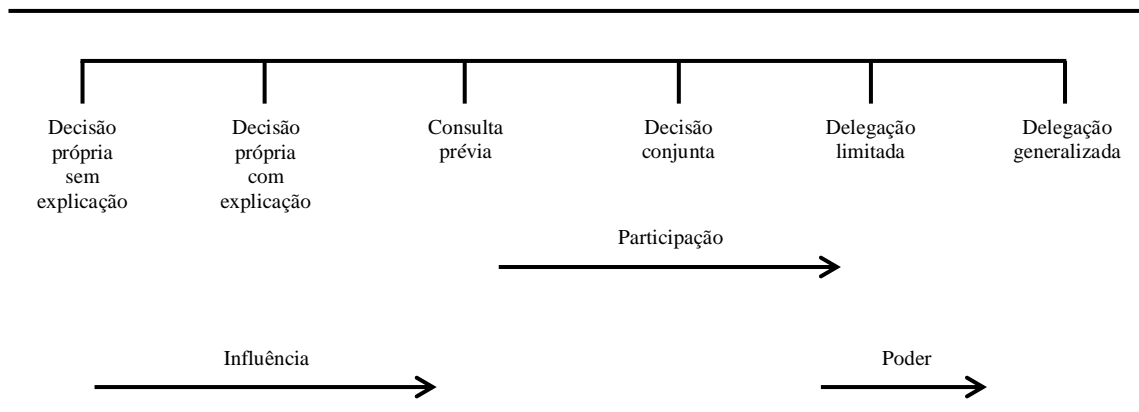 Decisão
própria
sem
explicação
Decisão
própria
com
explicação
Consulta
prévia
Decisão
conjunta
Delegação
limitada
Delegação
generalizada
Participação
Influência
Poder